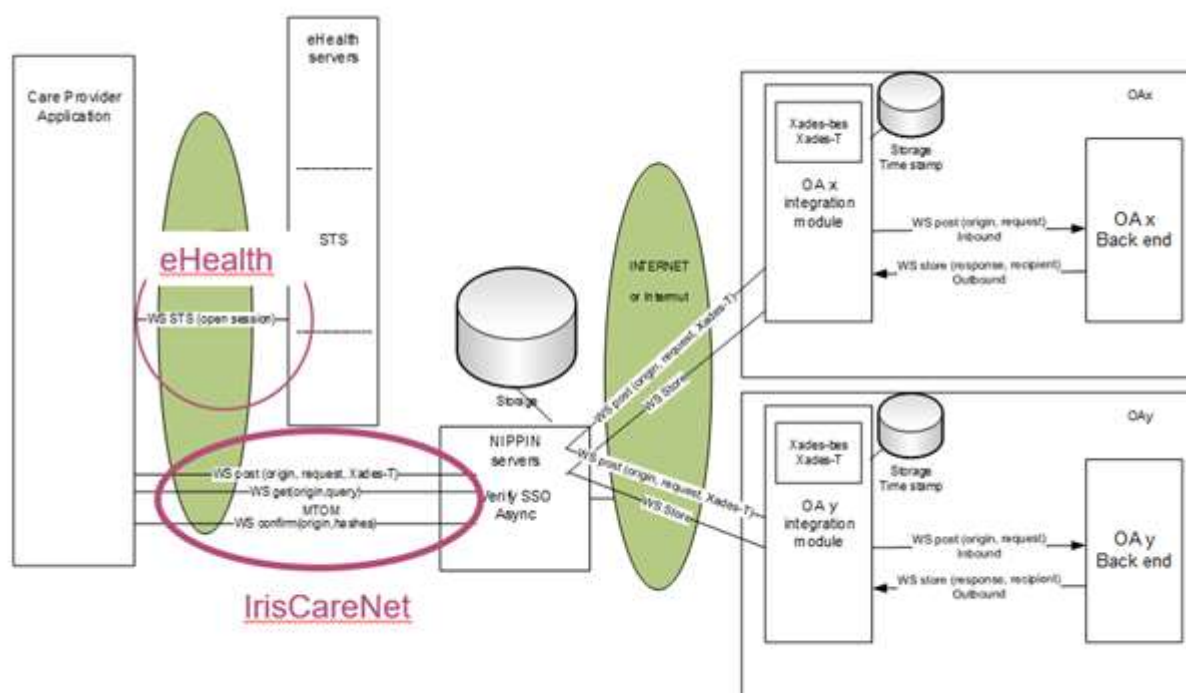 eHealth
servers
Care Provider
Application
STS
eHealth
WS STS (open session)
Storage
NIPPIN
servers
Verify SSO
Async
WS post (origin, request, Xades-T)
WS get(origin,query)
MTOM
WS confirm(origin,hashes)
IrisCareNet
INTERNET
or Internut
WS post (origin, request, Xades-T)
WS Store
WS post (origin, request, Xades-T)
WS Store
OAx
Xades-bes
Xades-T
Storage
Time stamp
OA x
integration
module
WS post (origin, request)
Inbound
WS store (response, recipient)
Outbound
OA x
Back end
OAy
Xades-bes
Xades-T
Storage
Time stamp
OA y
integration
module
WS post (origin, request)
Inbound
WS store (response, recipient)
Outbound
OA y
Back end